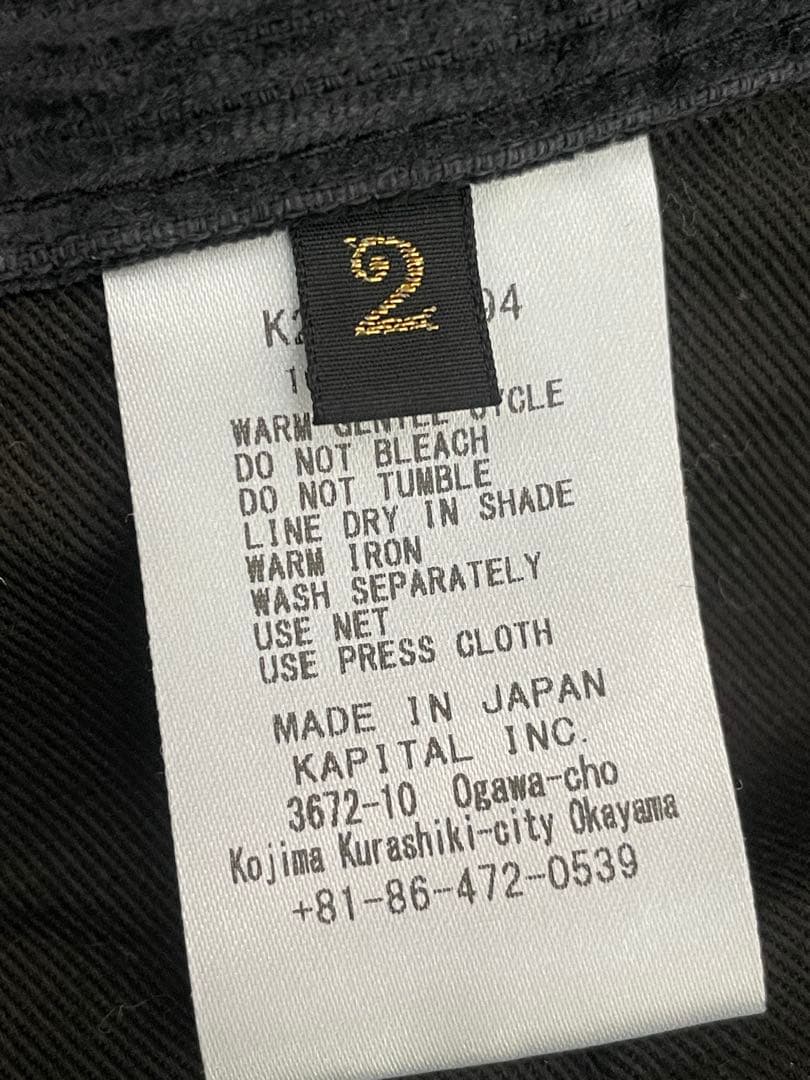 2
WARM GENTLE CYCLE
DO NOT BLEACH
DO NOT TUMBLE
LINE DRY IN SHADE
WARM IRON
WASH SEPARATELY
USE NET
USE PRESS CLOTH
MADE IN JAPAN
KAPITAL INC.
3672-10 Ogawa-cho
Kojima Kurashiki-city Okayama
+81-86-472-0539